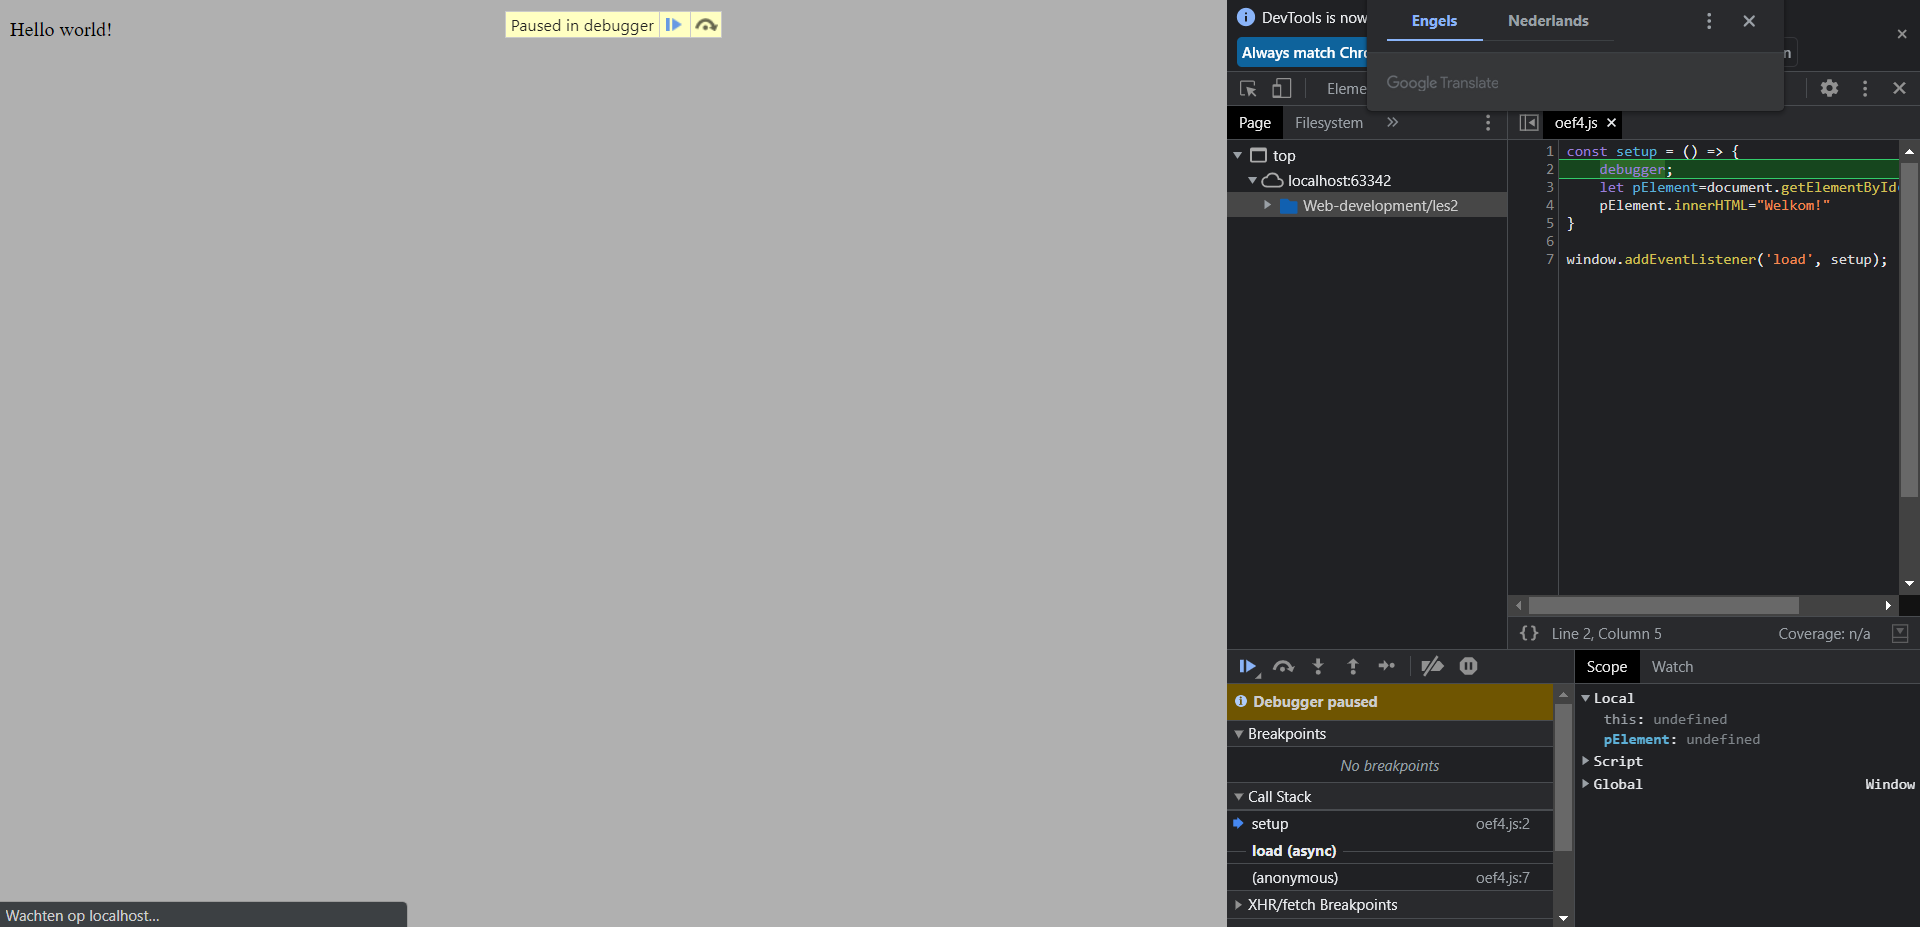 Hello world!
Paused in debugger
Wachten op localhost...
DevTools is now
Always match Chro
Engels
Nederlands
Google Translate
n
Eleme
Page
Filesystem
top
localhost:63342
Web-development/les2
oef4.js
1 const setup = () => {
2 debugger;
3 let pElement=document.getElementById
4 pElement.innerHTML="Welkom!"
5 }
6
7 window.addEventListener('load', setup);
{} Line 2, Column 5
Coverage: n/a
Debugger paused
Breakpoints
No breakpoints
Call Stack
setup oef4.js:2
load (async)
(anonymous) oef4.js:7
XHR/fetch Breakpoints
Scope
Watch
Local
this: undefined
pElement: undefined
Script
Global Window